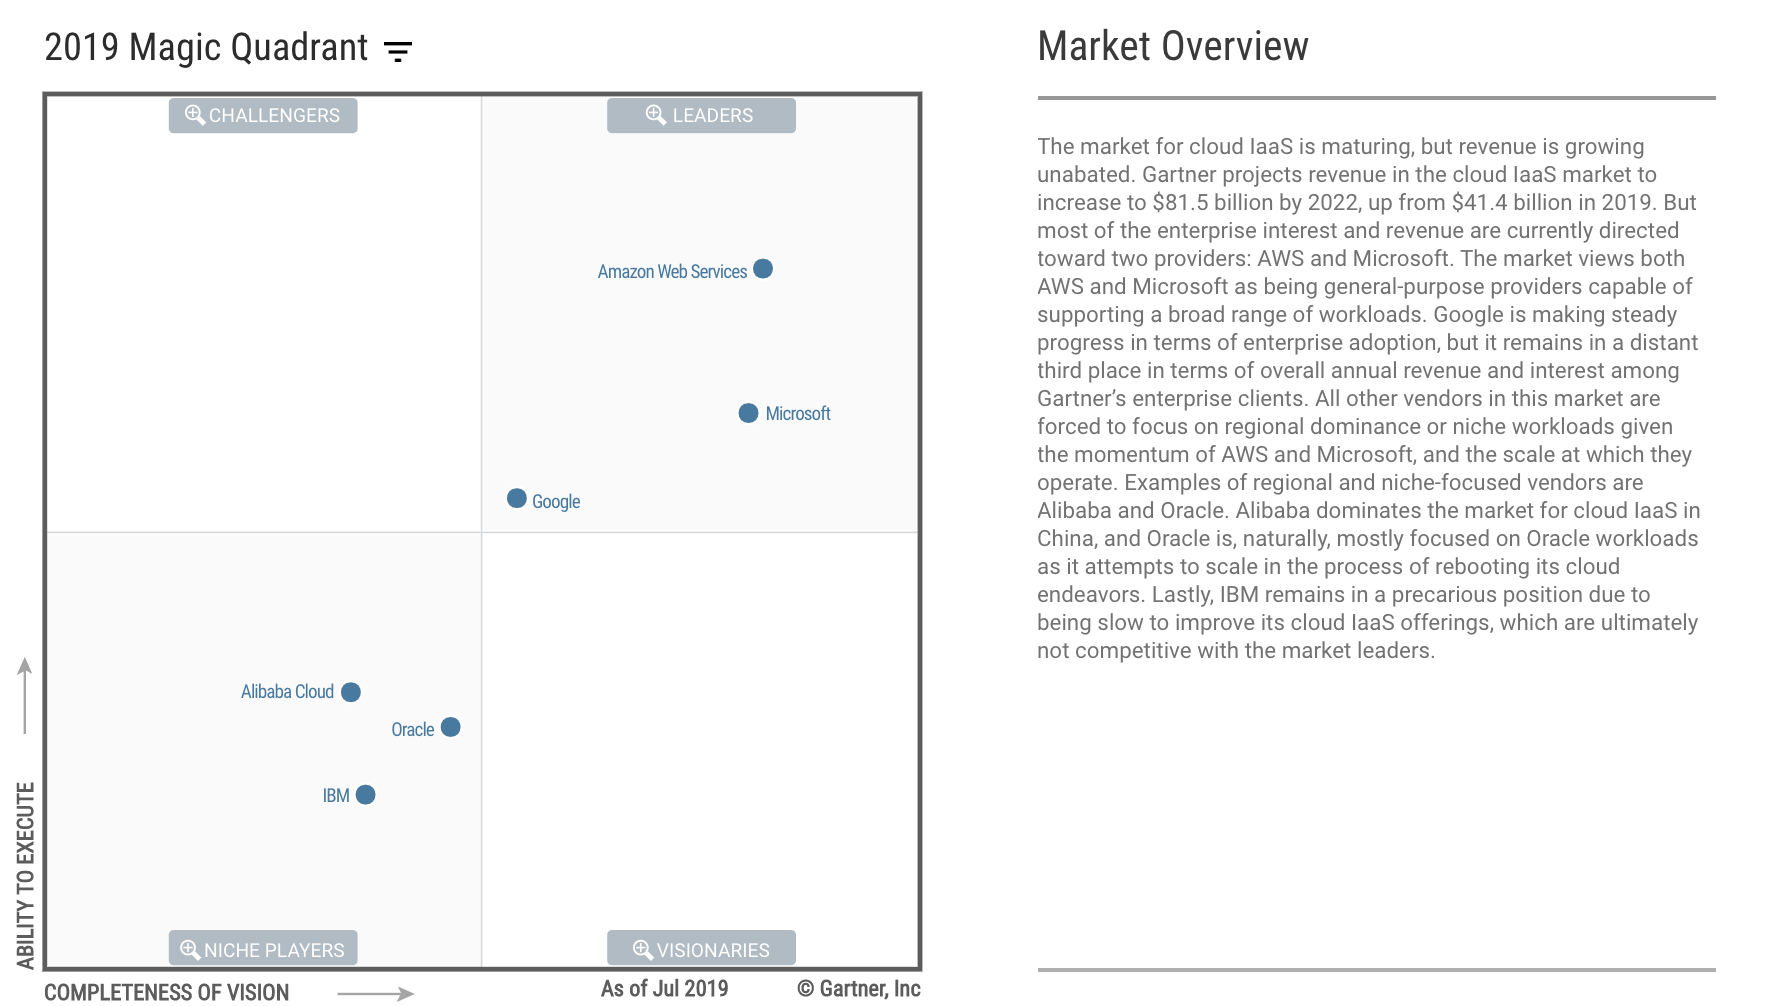 2019 Magic Quadrant
CHALLENGERS
LEADERS
Amazon Web Services
Microsoft
Google
Alibaba Cloud
Oracle
IBM
NICHE PLAYERS
VISIONARIES
ABILITY TO EXECUTE
COMPLETENESS OF VISION
As of Jul 2019
© Gartner, Inc
Market Overview
The market for cloud IaaS is maturing, but revenue is growing
unabated. Gartner projects revenue in the cloud IaaS market to
increase to $81.5 billion by 2022, up from $41.4 billion in 2019. But
most of the enterprise interest and revenue are currently directed
toward two providers: AWS and Microsoft. The market views both
AWS and Microsoft as being general-purpose providers capable of
supporting a broad range of workloads. Google is making steady
progress in terms of enterprise adoption, but it remains in a distant
third place in terms of overall annual revenue and interest among
Gartner’s enterprise clients. All other vendors in this market are
forced to focus on regional dominance or niche workloads given
the momentum of AWS and Microsoft, and the scale at which they
operate. Examples of regional and niche-focused vendors are
Alibaba and Oracle. Alibaba dominates the market for cloud IaaS in
China, and Oracle is, naturally, mostly focused on Oracle workloads
as it attempts to scale in the process of rebooting its cloud
endeavors. Lastly, IBM remains in a precarious position due to
being slow to improve its cloud IaaS offerings, which are ultimately
not competitive with the market leaders.